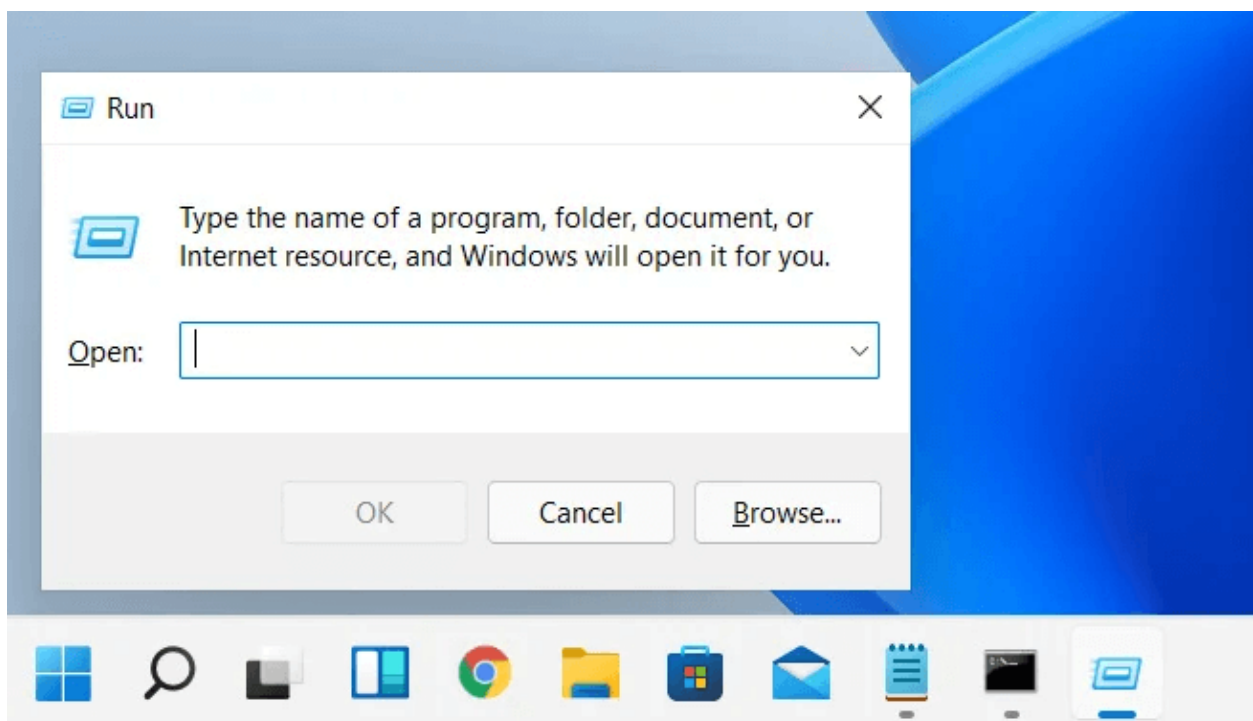 Run
Type the name of a program, folder, document, or
Internet resource, and Windows will open it for you.
Open:
OK
Cancel
Browse...